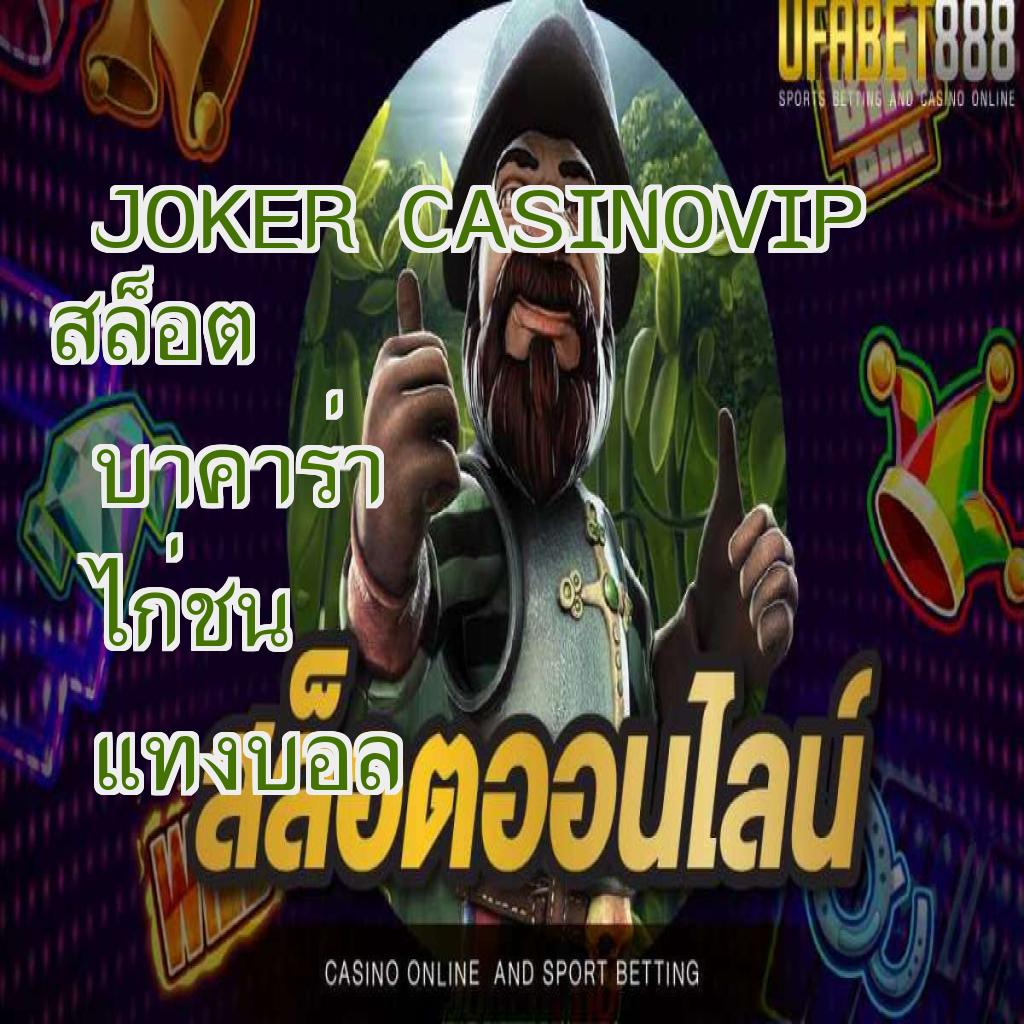 UFABET888
SPORTS BETTING AND CASINO ONLINE
BAR
JOKER CASINOVIP
สล็อต
บาคาร่า
ไก่ชน
แทงบอล
สล็อตออนไลน์
CASINO ONLINE AND SPORT BETTING